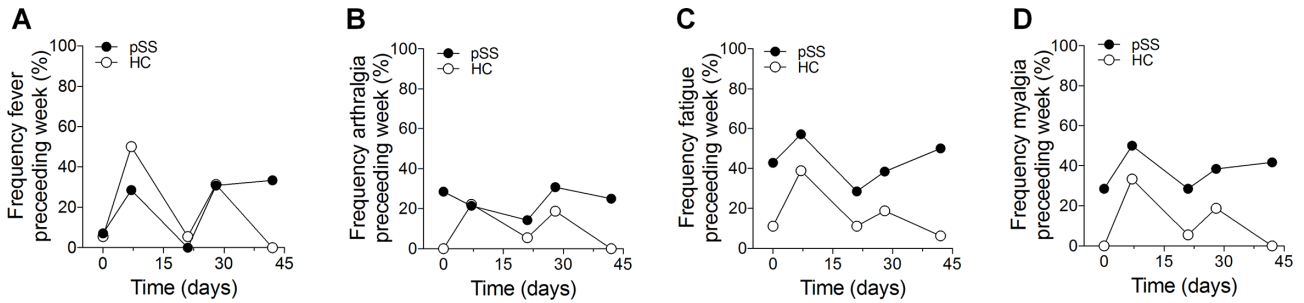 A
Frequency fever
preceeding week (%)
100
80
60
40
20
0
pSS
HC
0 15 30 45
Time (days)
B
Frequency arthralgia
preceeding week (%)
100
80
60
40
20
0
pSS
HC
0 15 30 45
Time (days)
C
Frequency fatigue
preceeding week (%)
100
80
60
40
20
0
pSS
HC
0 15 30 45
Time (days)
D
Frequency myalgia
preceeding week (%)
100
80
60
40
20
0
pSS
HC
0 15 30 45
Time (days)